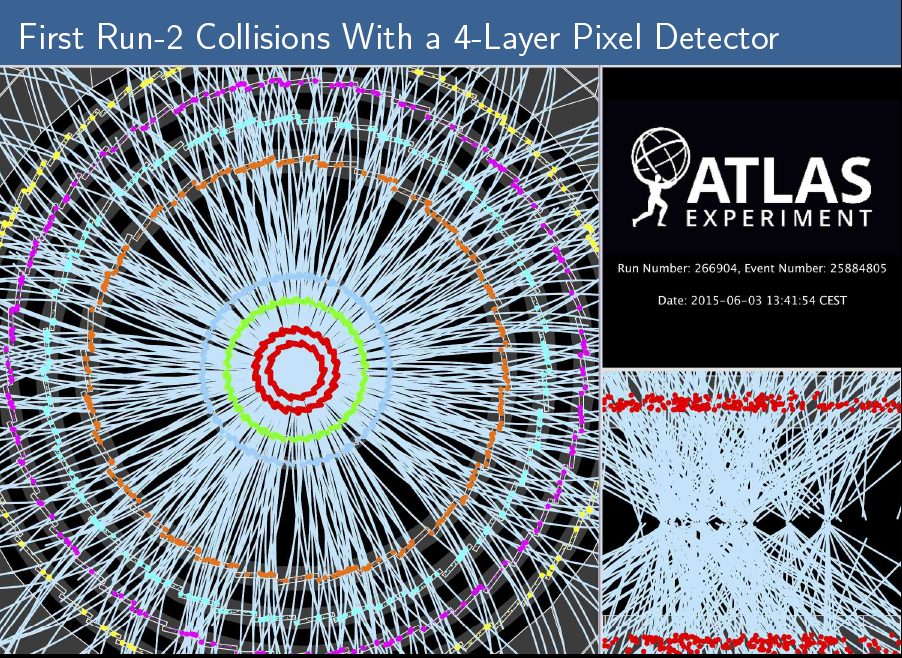 First Run-2 Collisions With a 4-Layer Pixel Detector
ATLAS
EXPERIMENT
Run Number: 266904, Event Number: 25884805
Date: 2015-06-03 13:41:54 CEST